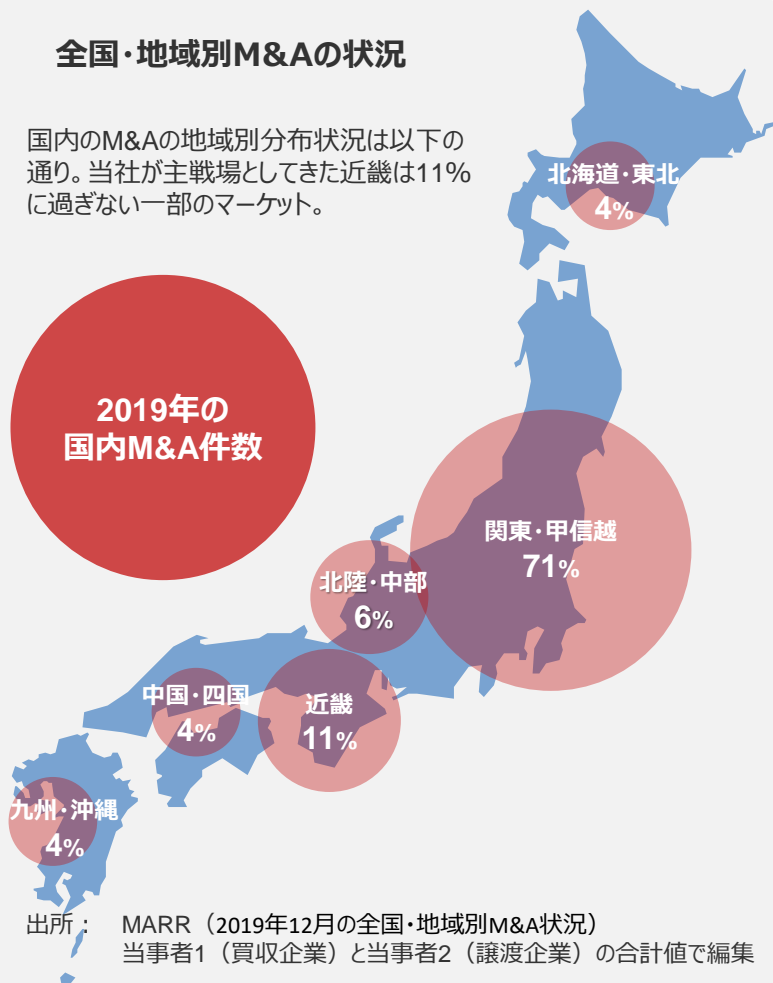 全国・地域別M&Aの状況
国内のM&Aの地域別分布状況は以下の
通り。当社が主戦場としてきた近畿は11%
に過ぎない一部のマーケット。
北海道・東北
4%
2019年の
国内M&A件数
関東・甲信越
71%
北陸・中部
6%
中国・四国
4%
近畿
11%
九州・沖縄
4%
出所： MARR（2019年12月の全国・地域別M&A状況）
当事者1（買収企業）と当事者2（譲渡企業）の合計値で編集